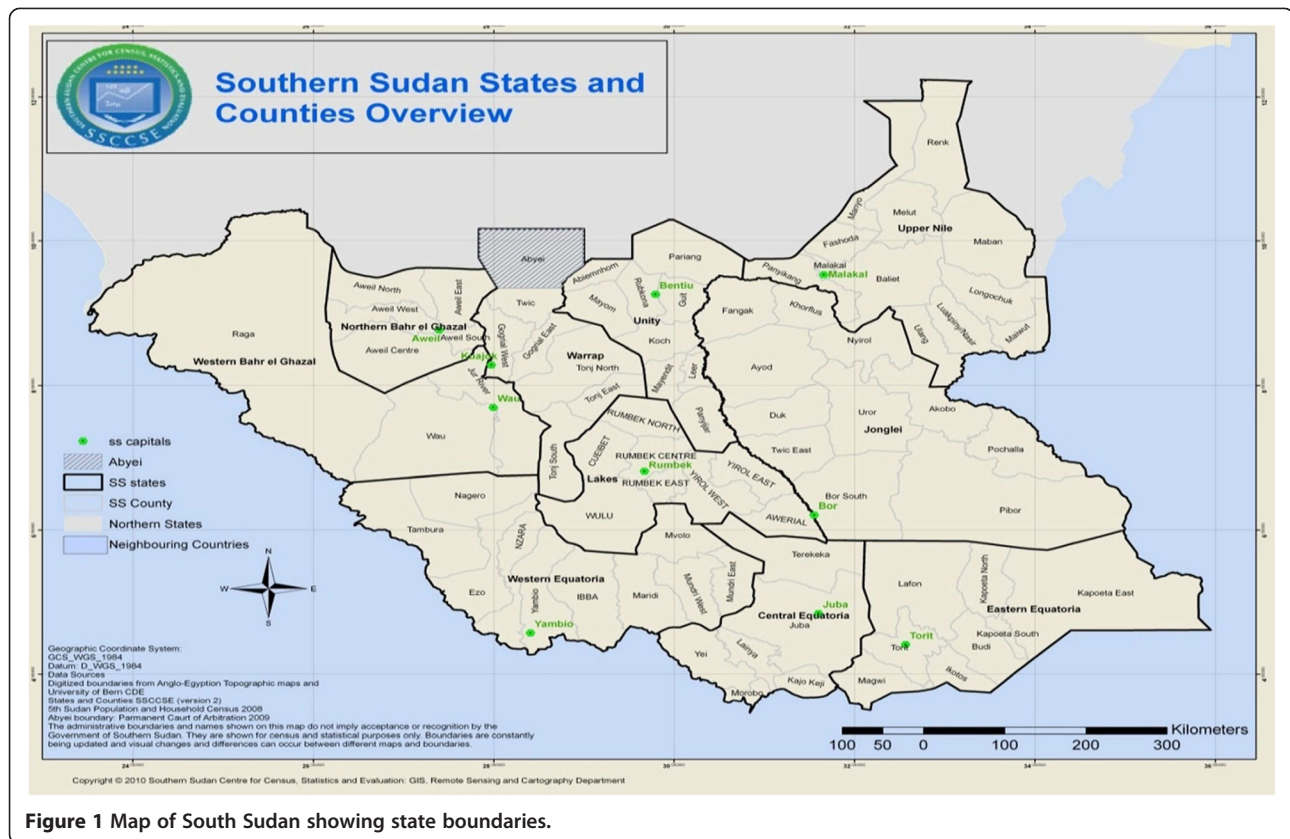 SOUTHERN SUDAN CENTRE FOR CENSUS, STATISTICS AND EVALUATION
SSCCSE
Southern Sudan States and
Counties Overview
Renk
Manyo
Melut
Upper Nile
Fashoda
Maban
Abyei
Pariang
Malakal
Panyikang
Malakal
Baliet
Abiemnhom
Aweil North
Aweil East
Rubkona
Bentiu
Guit
Longochuk
Twic
Mayom
Fangak
Khorflus
Luakpiny/Nasir
Aweil West
Northern Bahr el Ghazal
Unity
Ulang
Maiwut
Raga
Aweil
Aweil South
Gogrial West
Gogrial East
Koch
Nyirol
Aweil Centre
Kuajok
Warrap
Western Bahr el Ghazal
Tonj North
Mayendit
Leer
Ayod
Jur River
Tonj East
Wau
RUMBEK NORTH
Panyijar
Duk
Uror
Akobo
Jonglei
Wau
CUEIBET
Twic East
Pochalla
ss capitals
Tonj South
RUMBEK CENTRE
Rumbek
YIROL EAST
Abyei
Lakes
RUMBEK EAST
YIROL WEST
SS states
Nagero
Bor South
Bor
SS County
WULU
AWERIAL
Pibor
Northern States
Tambura
NZARA
Mvolo
Neighbouring Countries
Terekeka
N
W
E
S
Western Equatoria
Mundri West
Mundri East
Lafon
Kapoeta North
Kapoeta East
Ezo
Yambio
IBBA
Maridi
Juba
Eastern Equatoria
Central Equatoria
Juba
Yambio
Torit
Kapoeta South
Torit
Budi
Lainya
Yei
Ikotos
Kajo Keji
Magwi
Morobo
Geographic Coordinate System:
GCS_WGS_1984
Datum: D_WGS_1984
Data Sources
Digitized boundaries from Anglo-Egyption Topographic maps and
University of Bern CDE
States and Counties SSCCSE (version 2)
5th Sudan Population and Household Census 2008
Abyei boundary: Parmanent Caurt of Arbitration 2009
The administrative boundaries and names shown on this map do not imply acceptance or recognition by the
Government of Southern Sudan. They are shown for census and statistical purposes only. Boundaries are constantly
being updated and visual changes and differences can occur between different maps and boundaries.
Kilometers
100 50 0 100 200 300
Copyright © 2010 Southern Sudan Centre for Census, Statistics and Evaluation: GIS, Remote Sensing and Cartography Department
Figure 1 Map of South Sudan showing state boundaries.